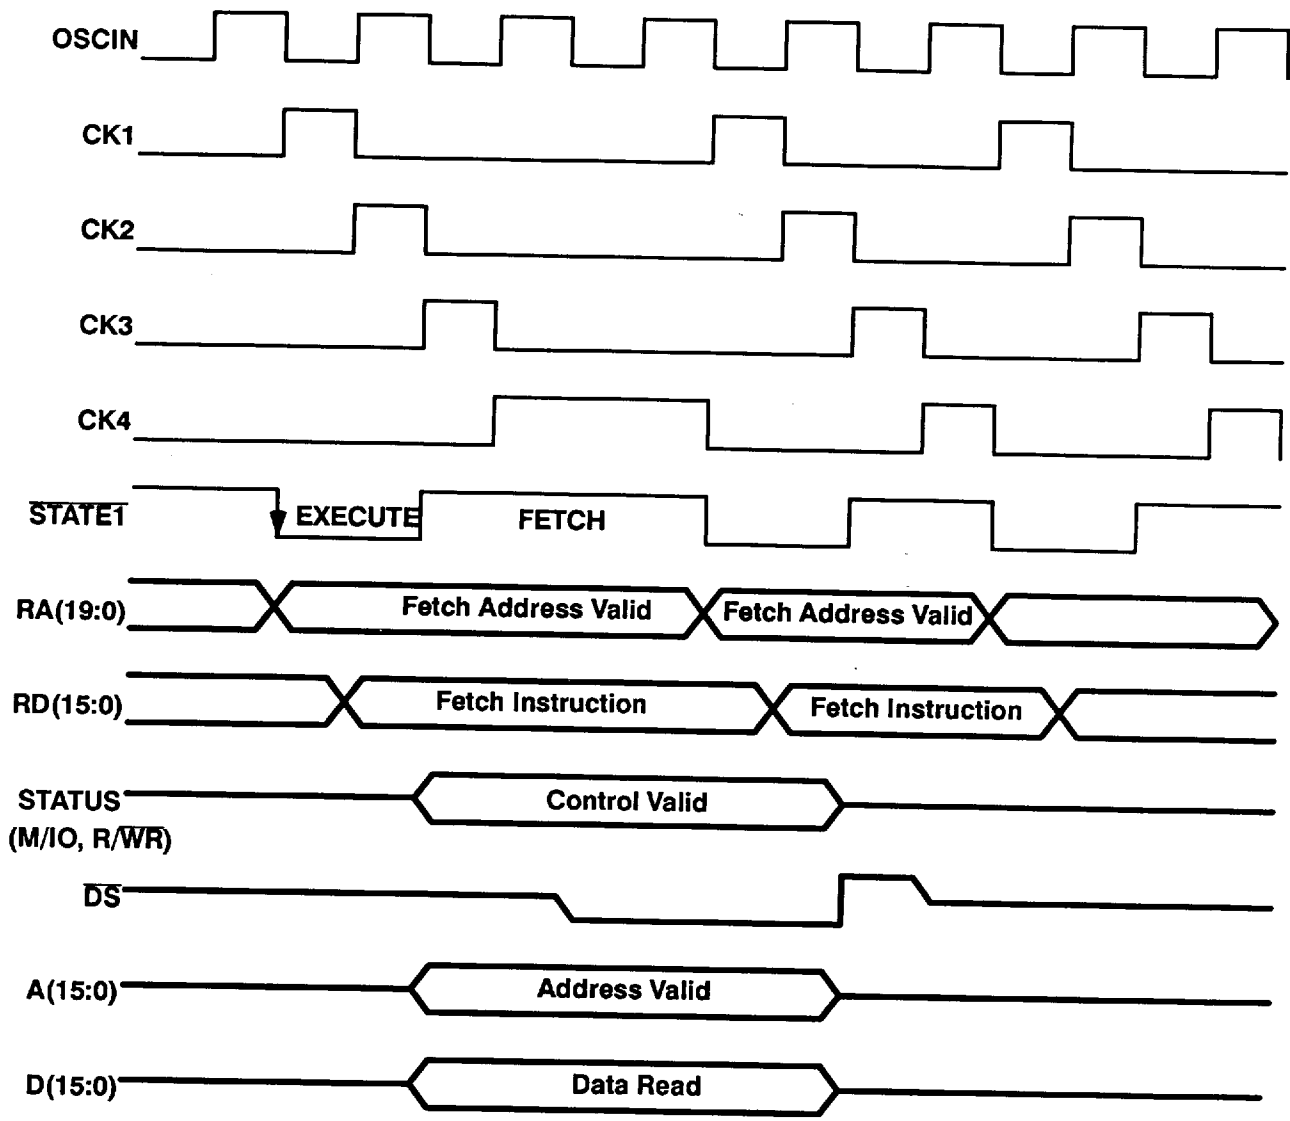 OSCIN
CK1
CK2
CK3
CK4
STATE1 EXECUTE FETCH
RA(19:0) Fetch Address Valid Fetch Address Valid
RD(15:0) Fetch Instruction Fetch Instruction
STATUS Control Valid
(M/IO, R/WR)
DS
A(15:0) Address Valid
D(15:0) Data Read